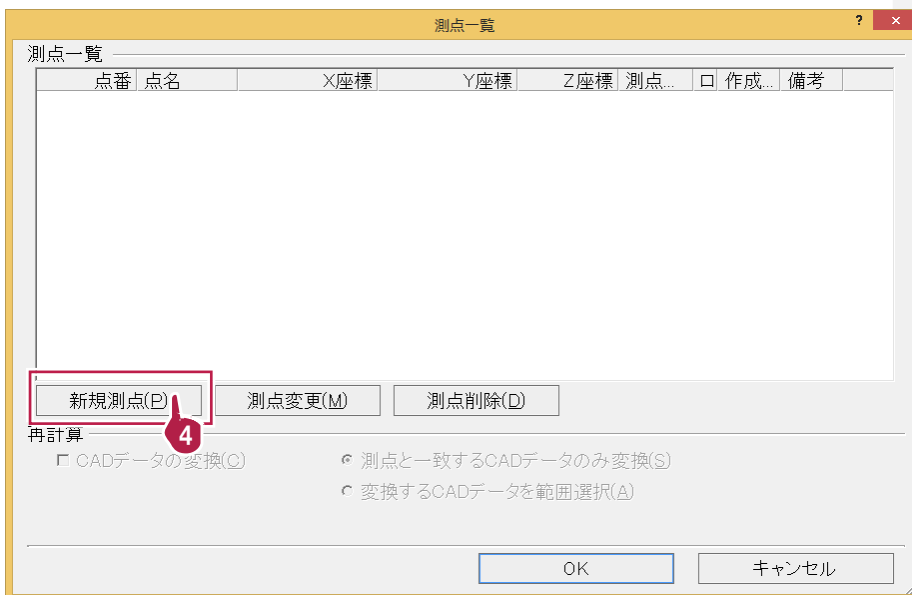 測点一覧 ? ×
測点一覧
点番 点名 X座標 Y座標 Z座標 測点... ロ 作成... 備考
新規測点(P) 測点変更(M) 測点削除(D)
4
再計算
CADデータの変換(C) 測点と一致するCADデータのみ変換(S)
変換するCADデータを範囲選択(A)
OK キャンセル